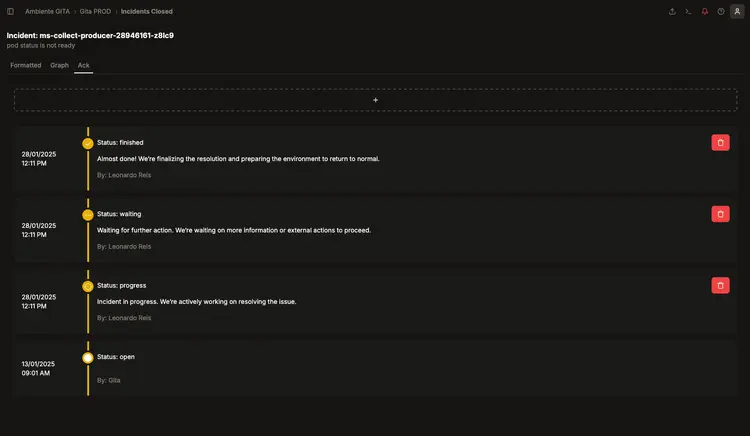 Ambiente GITA > Gita PROD > Incidents Closed
Incident: ms-collect-producer-28946161-z8lc9
pod status is not ready
Formatted Graph Ack
+
28/01/2025
12:11 PM
Status: finished
Almost done! We're finalizing the resolution and preparing the environment to return to normal.
By: Leonardo Reis
28/01/2025
12:11 PM
Status: waiting
Waiting for further action. We're waiting on more information or external actions to proceed.
By: Leonardo Reis
28/01/2025
12:11 PM
Status: progress
Incident in progress. We're actively working on resolving the issue.
By: Leonardo Reis
13/01/2025
09:01 AM
Status: open
By: Gita